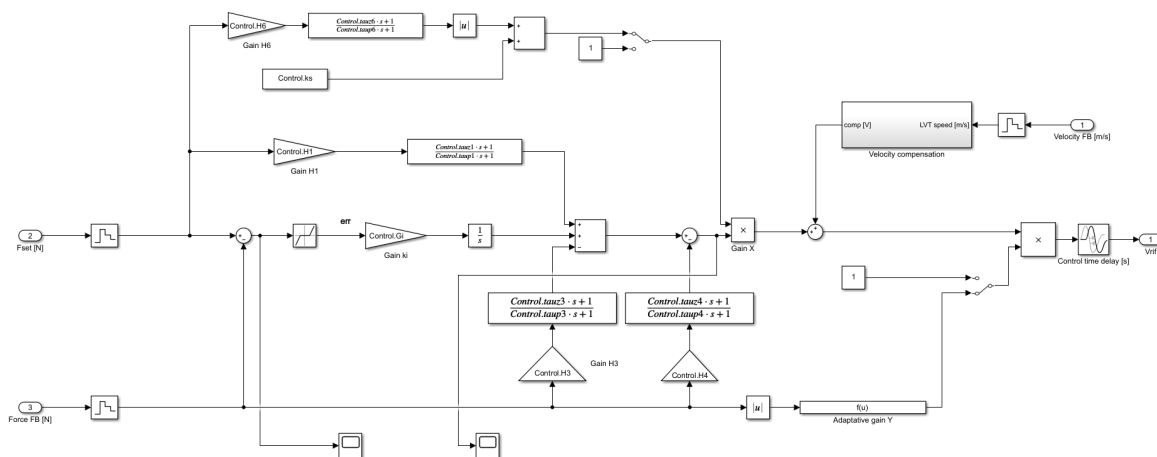 Control.H6
Gain H6
Control.tauz6 · s + 1
Control.taup6 · s + 1
|u|
+
+
1
Control.ks
Control.H1
Gain H1
Control.tauz1 · s + 1
Control.taup1 · s + 1
comp [V]
LVT speed [m/s]
Velocity compensation
1
Velocity FB [m/s]
2
Fset [N]
+
−
err
Control.Gi
Gain ki
1
s
+
+
−
+
−
×
Gain X
+
+
×
Control time delay [s]
1
Vrif
1
Control.tauz3 · s + 1
Control.taup3 · s + 1
Control.tauz4 · s + 1
Control.taup4 · s + 1
Control.H3
Gain H3
Control.H4
3
Force FB [N]
|u|
f(u)
Adaptative gain Y